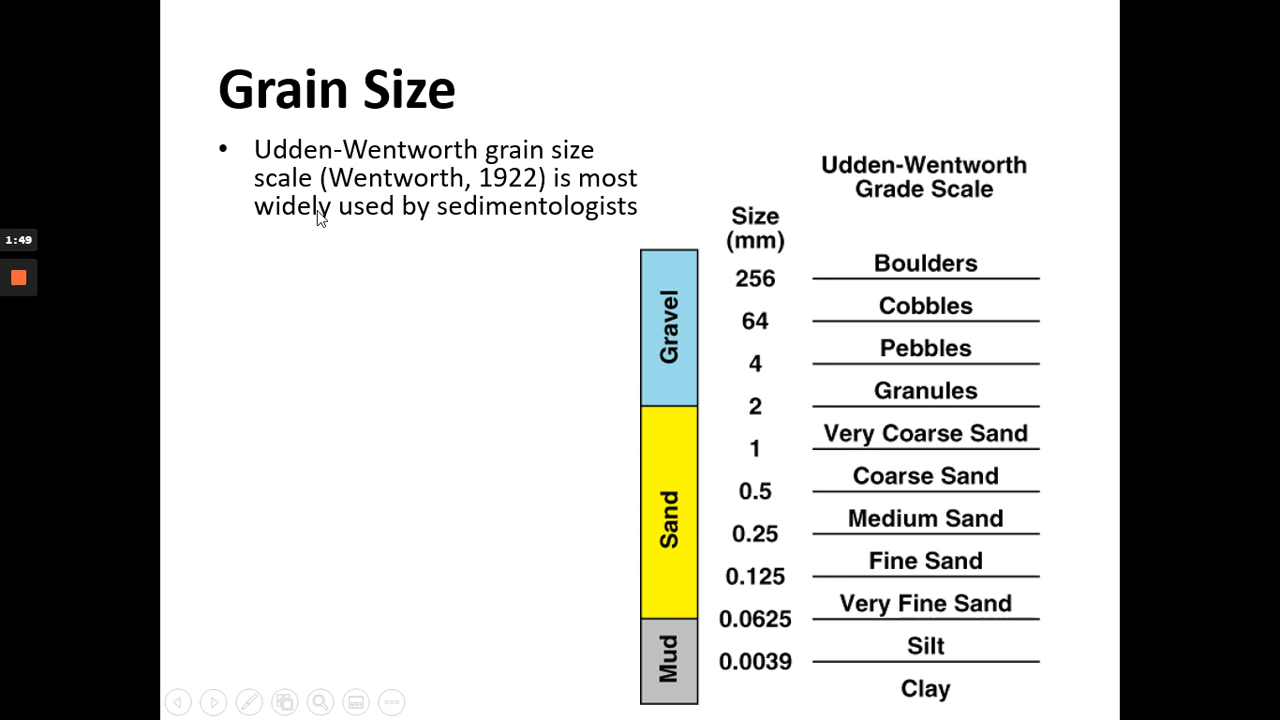 Grain Size
• Udden-Wentworth grain size
scale (Wentworth, 1922) is most
widely used by sedimentologists
1:49
Udden-Wentworth
Grade Scale
Size
(mm)
Gravel
Sand
Mud
256
64
4
2
1
0.5
0.25
0.125
0.0625
0.0039
Boulders
Cobbles
Pebbles
Granules
Very Coarse Sand
Coarse Sand
Medium Sand
Fine Sand
Very Fine Sand
Silt
Clay